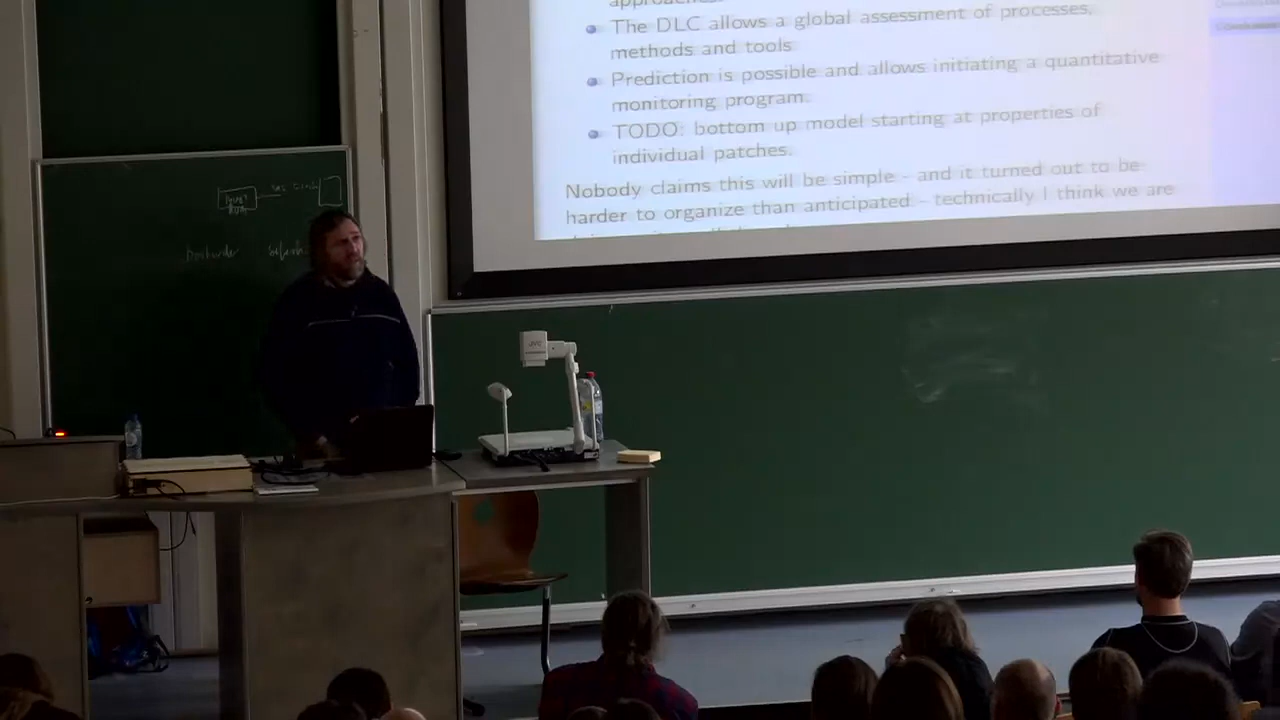 approaches.
The DLC allows a global assessment of processes,
methods and tools
Prediction is possible and allows initiating a quantitative
monitoring program.
TODO: bottom up model starting at properties of
individual patches.
Nobody claims this will be simple - and it turned out to be
harder to organize than anticipated - technically I think we are
JVC